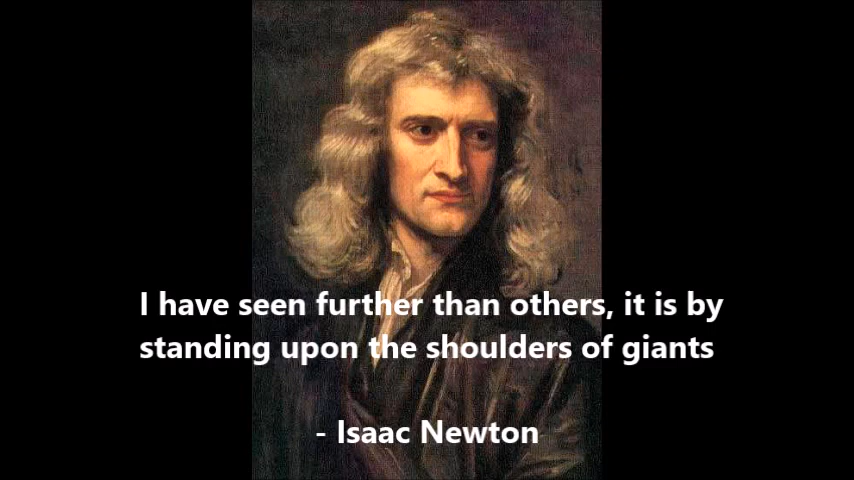 I have seen further than others, it is by
standing upon the shoulders of giants
- Isaac Newton